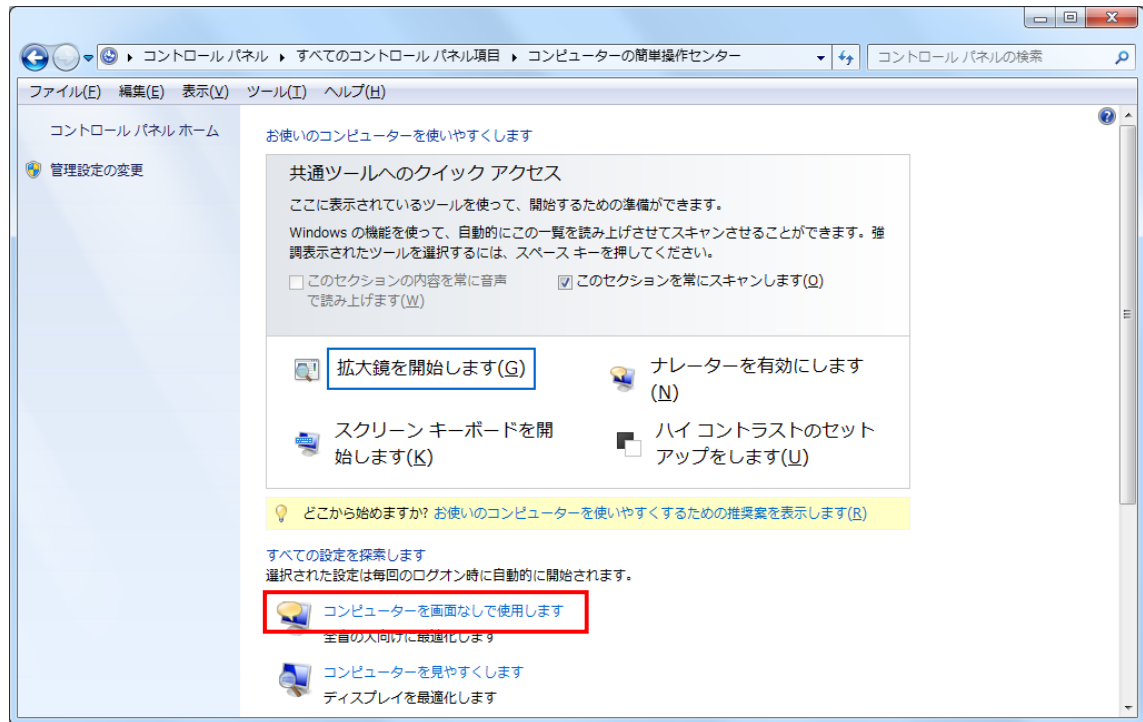 コントロール パネル ▸ すべてのコントロール パネル項目 ▸ コンピューターの簡単操作センター
コントロール パネルの検索
ファイル(F) 編集(E) 表示(V) ツール(T) ヘルプ(H)
コントロール パネル ホーム
管理設定の変更
お使いのコンピューターを使いやすくします
共通ツールへのクイック アクセス
ここに表示されているツールを使って、開始するための準備ができます。
Windows の機能を使って、自動的にこの一覧を読み上げさせてスキャンさせることができます。強
調表示されたツールを選択するには、スペース キーを押してください。
このセクションの内容を常に音声
で読み上げます(W)
このセクションを常にスキャンします(O)
拡大鏡を開始します(G)
ナレーターを有効にします
(N)
スクリーン キーボードを開
始します(K)
ハイ コントラストのセット
アップをします(U)
どこから始めますか? お使いのコンピューターを使いやすくするための推奨案を表示します(R)
すべての設定を探索します
選択された設定は毎回のログオン時に自動的に開始されます。
コンピューターを画面なしで使用します
全盲の人向けに最適化します
コンピューターを見やすくします
ディスプレイを最適化します